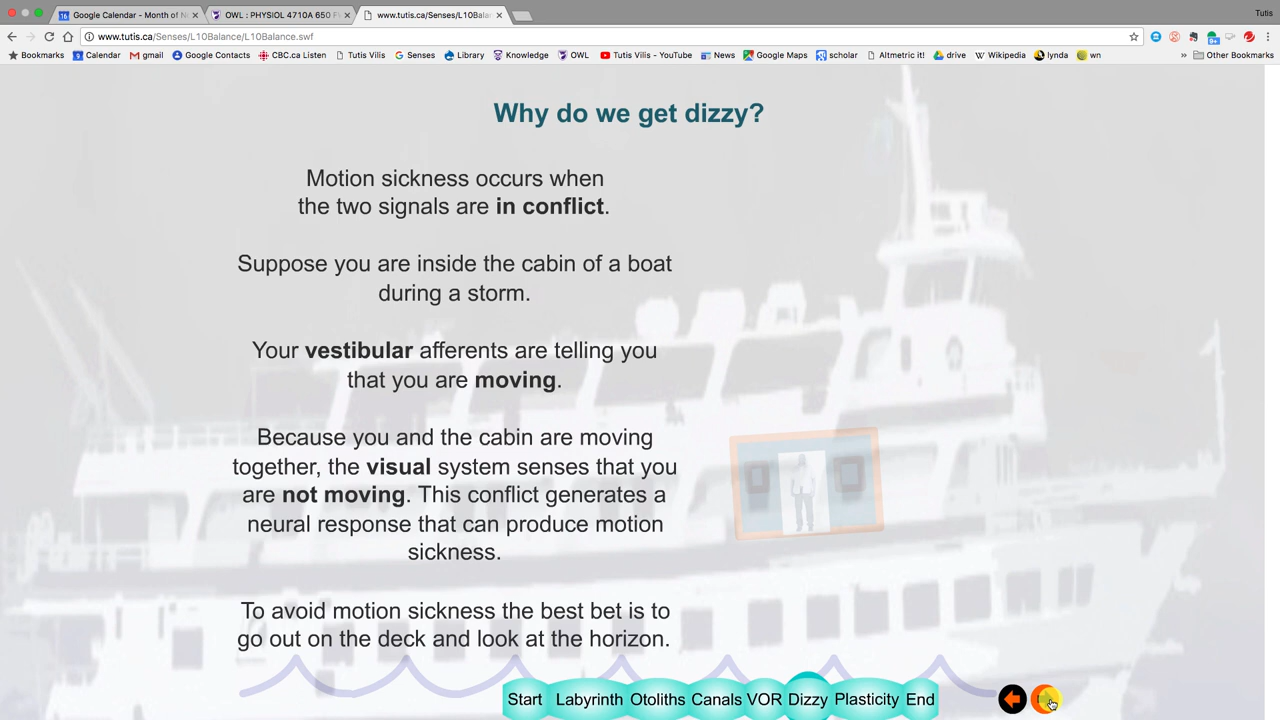 Google Calendar - Month of N
OWL : PHYSIOL 4710A 650 F
www.tutis.ca/Senses/L10Bala
Tutis
www.tutis.ca/Senses/L10Balance/L10Balance.swf
Bookmarks Calendar gmail Google Contacts CBC.ca Listen Tutis Vilis Senses Library Knowledge OWL Tutis Vilis - YouTube News Google Maps scholar Altmetric it! drive Wikipedia lynda wn » Other Bookmarks
Why do we get dizzy?
Motion sickness occurs when
the two signals are in conflict.
Suppose you are inside the cabin of a boat
during a storm.
Your vestibular afferents are telling you
that you are moving.
Because you and the cabin are moving
together, the visual system senses that you
are not moving. This conflict generates a
neural response that can produce motion
sickness.
To avoid motion sickness the best bet is to
go out on the deck and look at the horizon.
Start Labyrinth Otoliths Canals VOR Dizzy Plasticity End